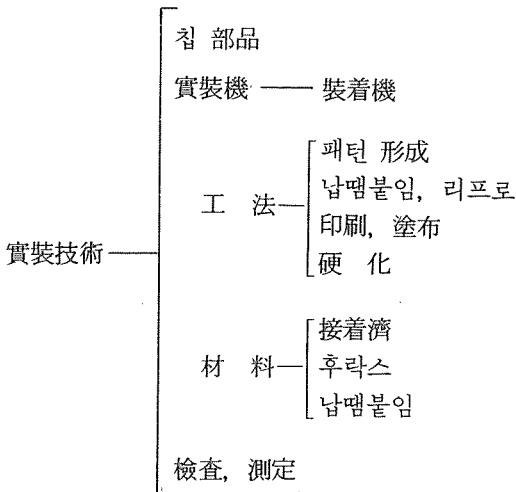 칩 部品
實裝機 裝着機
패턴 形成
납땜붙임, 리프로
工 法
印刷, 塗布
硬 化
實裝技術
接着濟
材 料
후락스
납땜붙임
檢査, 測定